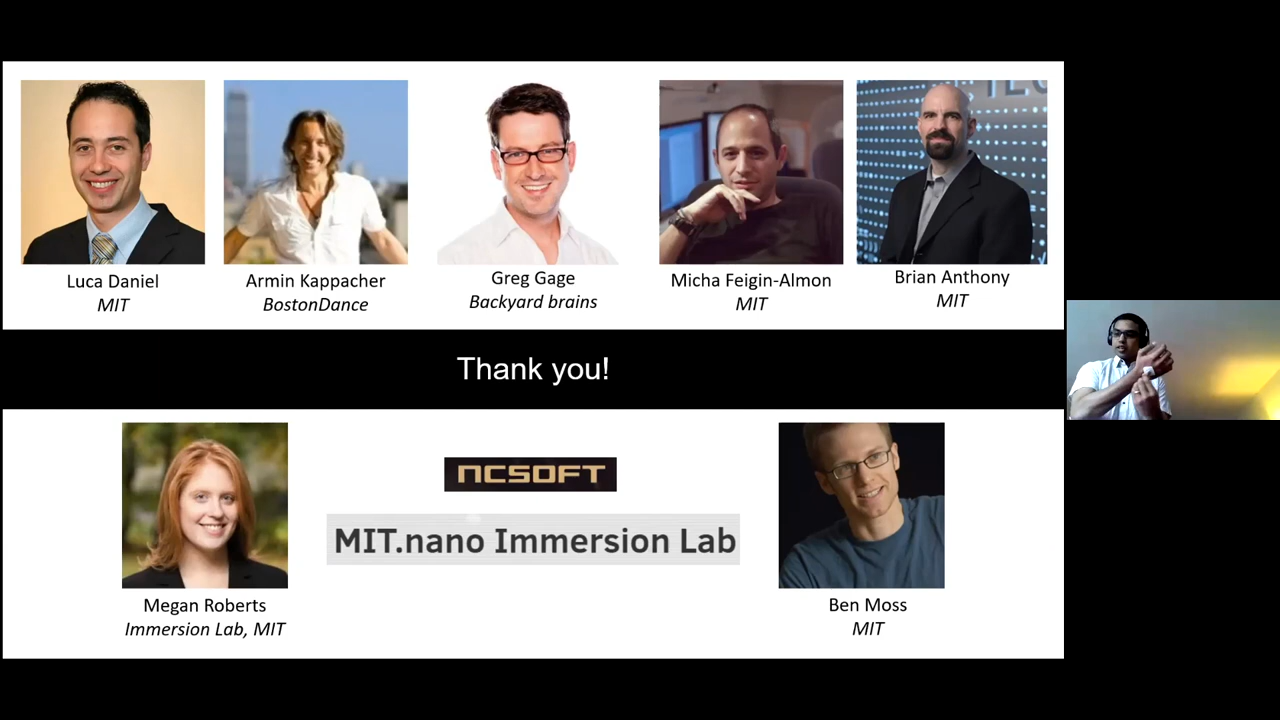 TEC
Luca Daniel
MIT
Armin Kappacher
BostonDance
Greg Gage
Backyard brains
Micha Feigin-Almon
MIT
Brian Anthony
MIT
Thank you!
NCSOFT
MIT.nano Immersion Lab
Megan Roberts
Immersion Lab, MIT
Ben Moss
MIT